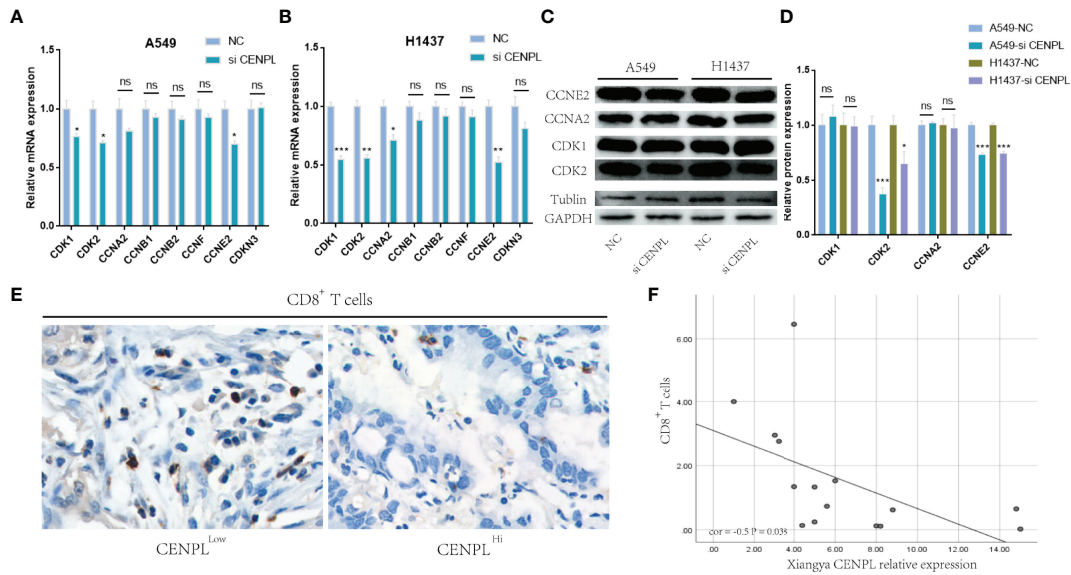 A
A549
NC
si CENPL
Relative mRNA expression
1.5
1.0
0.5
0.0
* * ns ns ns * ns
CDK1 CDK2 CCNA2 CCNB1 CCNB2 CCNF CCNE2 CDKN3
B
H1437
NC
si CENPL
Relative mRNA expression
1.5
1.0
0.5
0.0
*** ** * ns ns ns ** ns
CDK1 CDK2 CCNA2 CCNB1 CCNB2 CCNF CCNE2 CDKN3
C
A549 H1437
CCNE2
CCNA2
CDK1
CDK2
Tublin
GAPDH
NC si CENPL NC si CENPL
D
A549-NC
A549-si CENPL
H1437-NC
H1437-si CENPL
Relative protein expression
1.5
1.0
0.5
0.0
ns ns *** * ns ns *** ***
CDK1 CDK2 CCNA2 CCNE2
E
CD8+ T cells
CENPL Low CENPL Hi
F
CD8+ T cells
6.00
4.00
2.00
.00
cor = -0.5 P = 0.038
.00 2.00 4.00 6.00 8.00 10.00 12.00 14.00
Xiangya CENPL relative expression